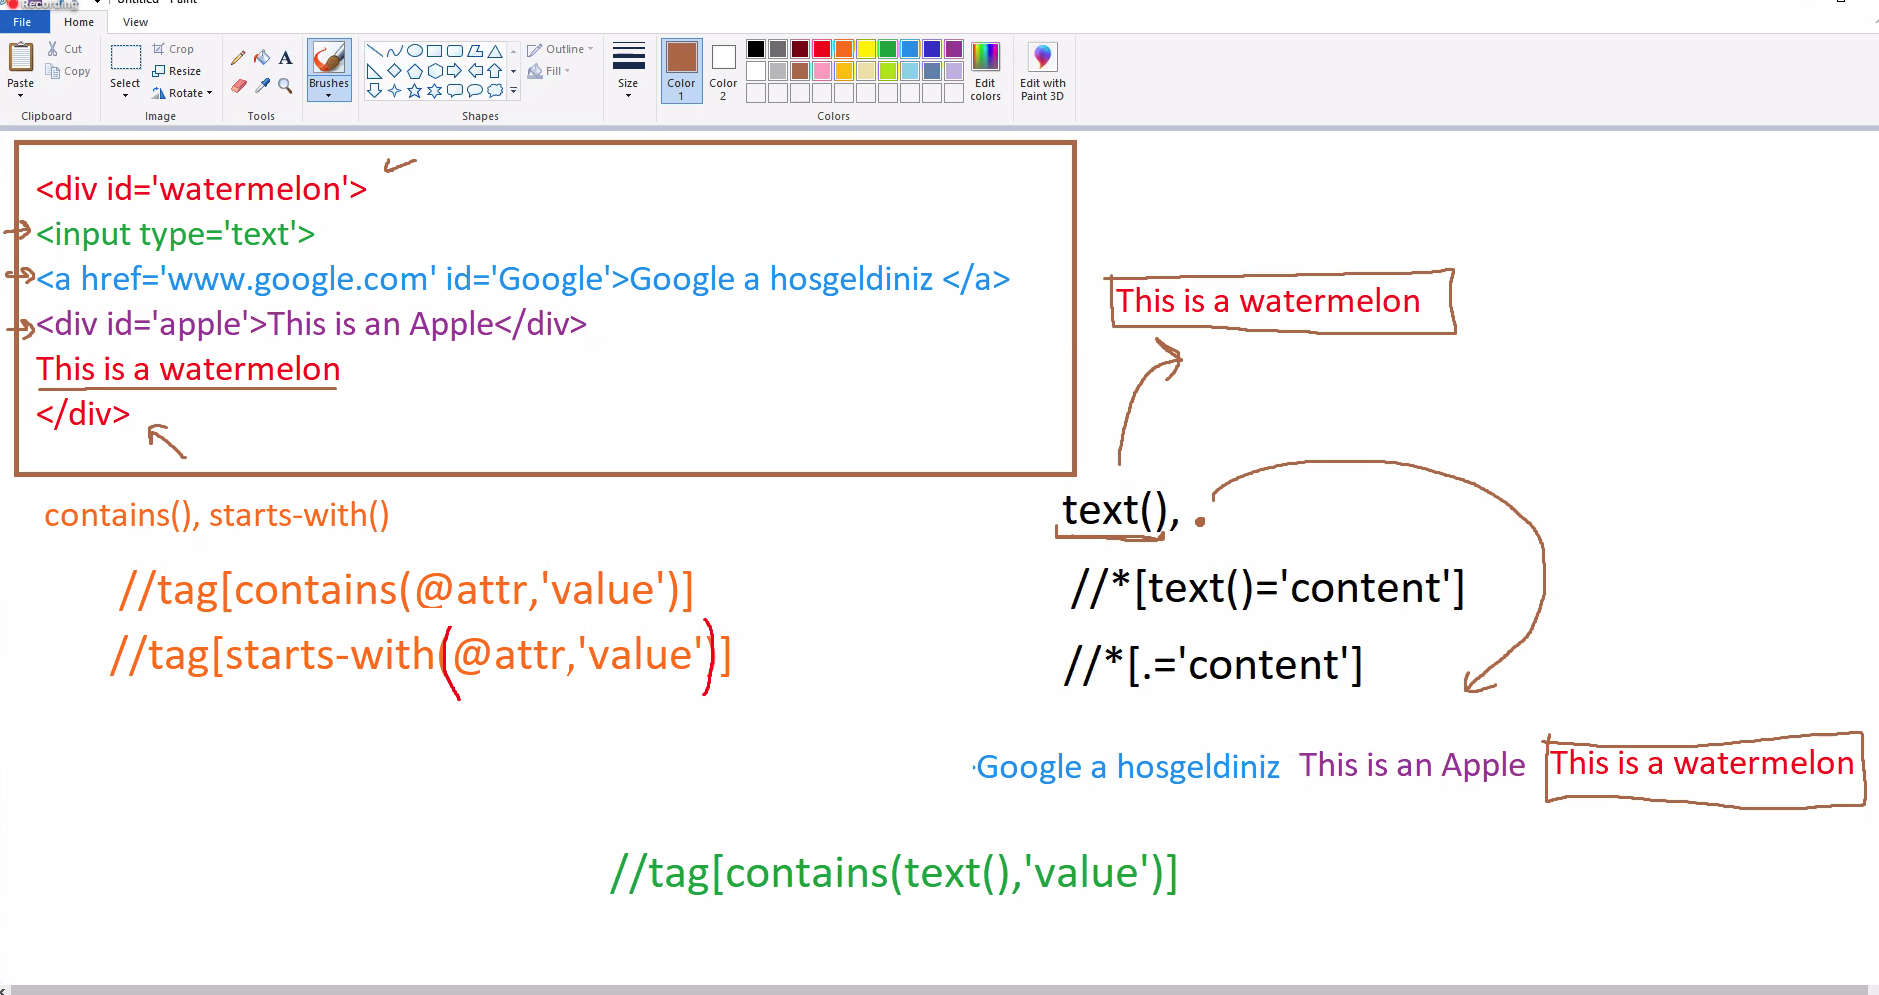 Recording
Untitled - Paint
File Home View
Paste
Cut
Copy
Clipboard
Select
Crop
Resize
Rotate
Image
A
Tools
Brushes
Shapes
Outline
Fill
Size
Color 1
Color 2
Edit colors
Colors
Edit with Paint 3D
<div id='watermelon'>
<input type='text'>
<a href='www.google.com' id='Google'>Google a hosgeldiniz </a>
<div id='apple'>This is an Apple</div>
This is a watermelon
</div>
This is a watermelon
contains(), starts-with()
//tag[contains(@attr,'value')]
//tag[starts-with(@attr,'value')]
text(), .
//*[text()='content']
//*[.='content']
Google a hosgeldiniz This is an Apple This is a watermelon
//tag[contains(text(),'value')]